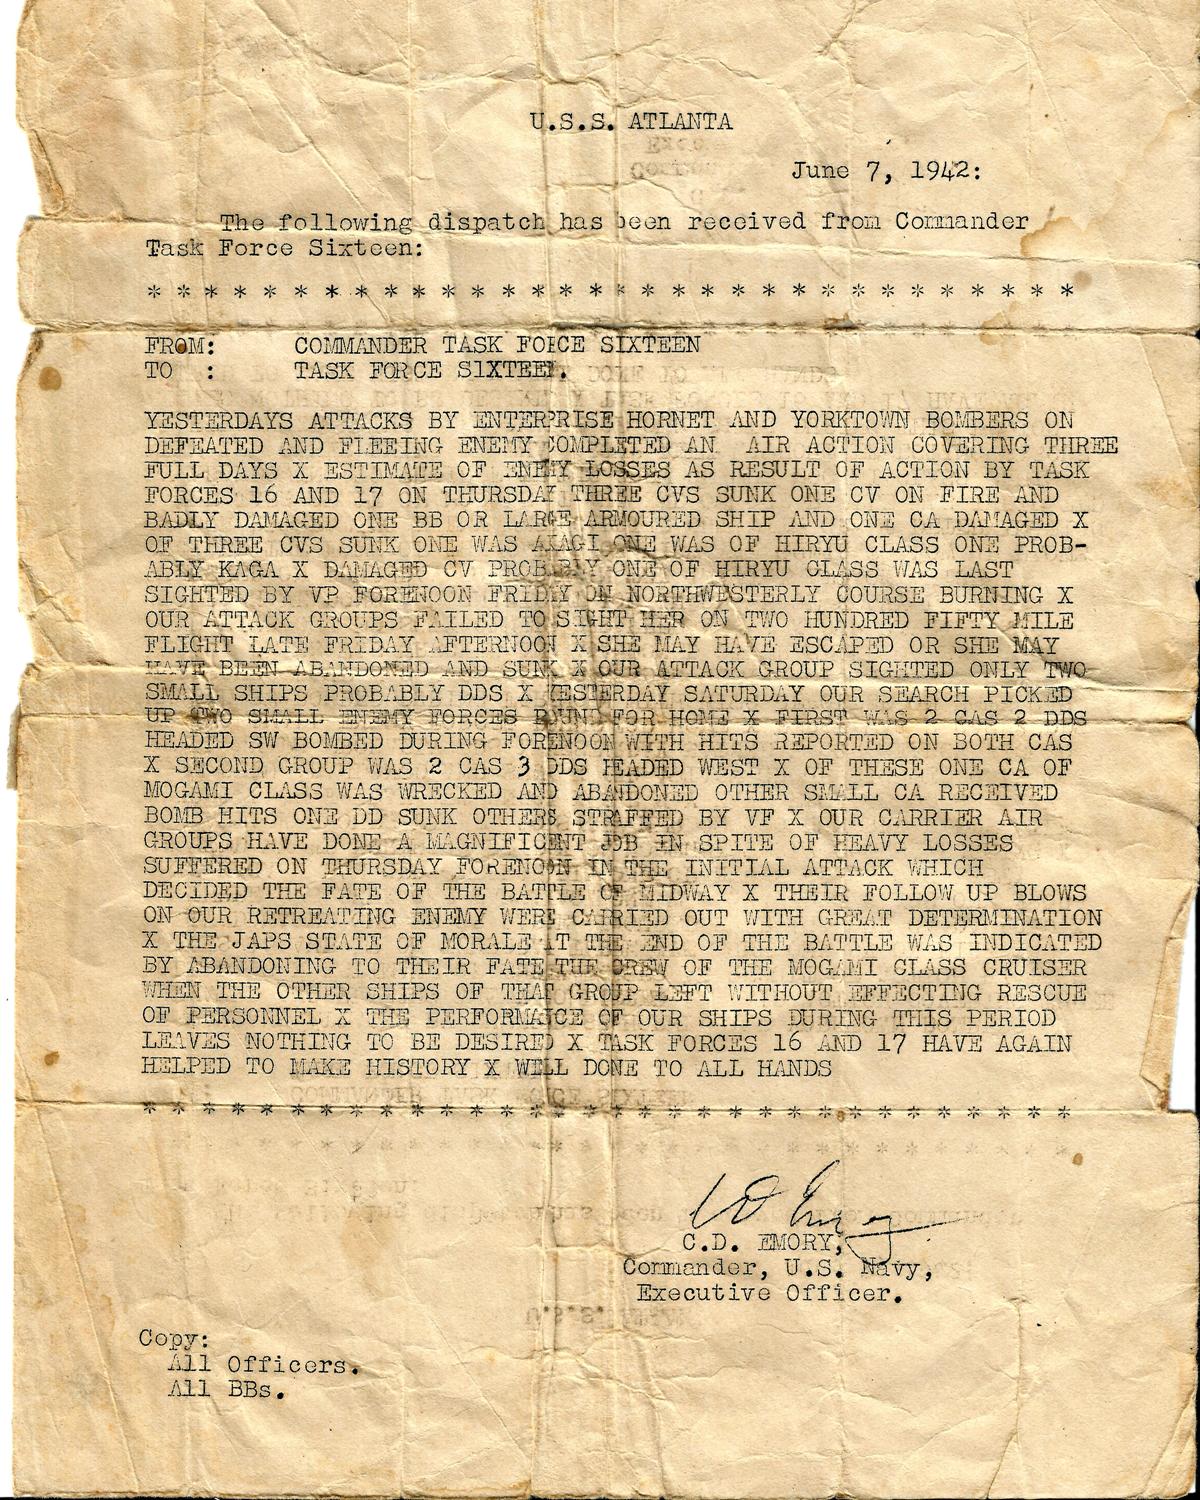 U.S.S. ATLANTA
June 7, 1942:
The following dispatch has been received from Commander
Task Force Sixteen:
* * * * * * * * * * * * * * * * * * * * * * * * * * * * * * * *
FROM: COMMANDER TASK FORCE SIXTEEN
TO : TASK FORCE SIXTEEN.
YESTERDAYS ATTACKS BY ENTERPRISE HORNET AND YORKTOWN BOMBERS ON
DEFEATED AND FLEEING ENEMY COMPLETED AN AIR ACTION COVERING THREE
FULL DAYS X ESTIMATE OF ENEMY LOSSES AS RESULT OF ACTION BY TASK
FORCES 16 AND 17 ON THURSDAY THREE CVS SUNK ONE CV ON FIRE AND
BADLY DAMAGED ONE BB OR LARGE ARMOURED SHIP AND ONE CA DAMAGED X
OF THREE CVS SUNK ONE WAS AKAGI ONE WAS OF HIRYU CLASS ONE PROB-
ABLY KAGA X DAMAGED CV PROBABLY ONE OF HIRYU CLASS WAS LAST
SIGHTED BY VP FORENOON FRIDAY ON NORTHWESTERLY COURSE BURNING X
OUR ATTACK GROUPS FAILED TO SIGHT HER ON TWO HUNDRED FIFTY MILE
FLIGHT LATE FRIDAY AFTERNOON X SHE MAY HAVE ESCAPED OR SHE MAY
HAVE BEEN ABANDONED AND SUNK X OUR ATTACK GROUP SIGHTED ONLY TWO
SMALL SHIPS PROBABLY DDS X YESTERDAY SATURDAY OUR SEARCH PICKED
UP TWO SMALL ENEMY FORCES BOUND FOR HOME X FIRST WAS 2 CAS 2 DDS
HEADED SW BOMBED DURING FORENOON WITH HITS REPORTED ON BOTH CAS
X SECOND GROUP WAS 2 CAS 3 DDS HEADED WEST X OF THESE ONE CA OF
MOGAMI CLASS WAS WRECKED AND ABANDONED OTHER SMALL CA RECEIVED
BOMB HITS ONE DD SUNK OTHERS STRAFFED BY VF X OUR CARRIER AIR
GROUPS HAVE DONE A MAGNIFICENT JOB IN SPITE OF HEAVY LOSSES
SUFFERED ON THURSDAY FORENOON IN THE INITIAL ATTACK WHICH
DECIDED THE FATE OF THE BATTLE OF MIDWAY X THEIR FOLLOW UP BLOWS
ON OUR RETREATING ENEMY WERE CARRIED OUT WITH GREAT DETERMINATION
X THE JAPS STATE OF MORALE AT THE END OF THE BATTLE WAS INDICATED
BY ABANDONING TO THEIR FATE THE CREW OF THE MOGAMI CLASS CRUISER
WHEN THE OTHER SHIPS OF THAT GROUP LEFT WITHOUT EFFECTING RESCUE
OF PERSONNEL X THE PERFORMANCE OF OUR SHIPS DURING THIS PERIOD
LEAVES NOTHING TO BE DESIRED X TASK FORCES 16 AND 17 HAVE AGAIN
HELPED TO MAKE HISTORY X WELL DONE TO ALL HANDS
* * * * * * * * * * * * * * * * * * * * * * * * * * * * * * * *
C D Emory
C.D. EMORY,
Commander, U.S. Navy,
Executive Officer.
Copy:
All Officers.
All BBs.